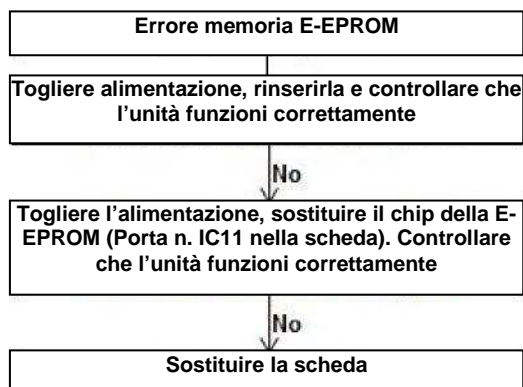 Errore memoria E-EPROM
Togliere alimentazione, rinserirla e controllare che
l'unità funzioni correttamente
No
Togliere l'alimentazione, sostituire il chip della E-
EPROM (Porta n. IC11 nella scheda). Controllare
che l'unità funzioni correttamente
No
Sostituire la scheda